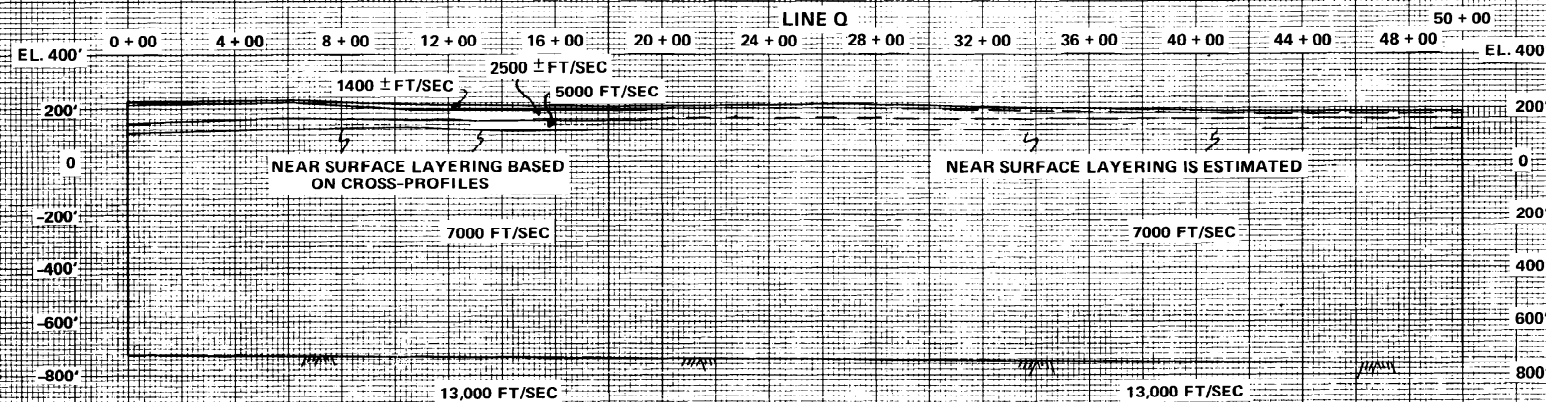 LINE Q
50 + 00
0 + 00 4 + 00 8 + 00 12 + 00 16 + 00 20 + 00 24 + 00 28 + 00 32 + 00 36 + 00 40 + 00 44 + 00 48 + 00
EL. 400' EL. 400
2500 ± FT/SEC
1400 ± FT/SEC 5000 FT/SEC
200' 200'
0 0
NEAR SURFACE LAYERING BASED
ON CROSS-PROFILES
NEAR SURFACE LAYERING IS ESTIMATED
-200' 200'
7000 FT/SEC 7000 FT/SEC
-400' 400
-600' 600'
-800' 800'
13,000 FT/SEC 13,000 FT/SEC